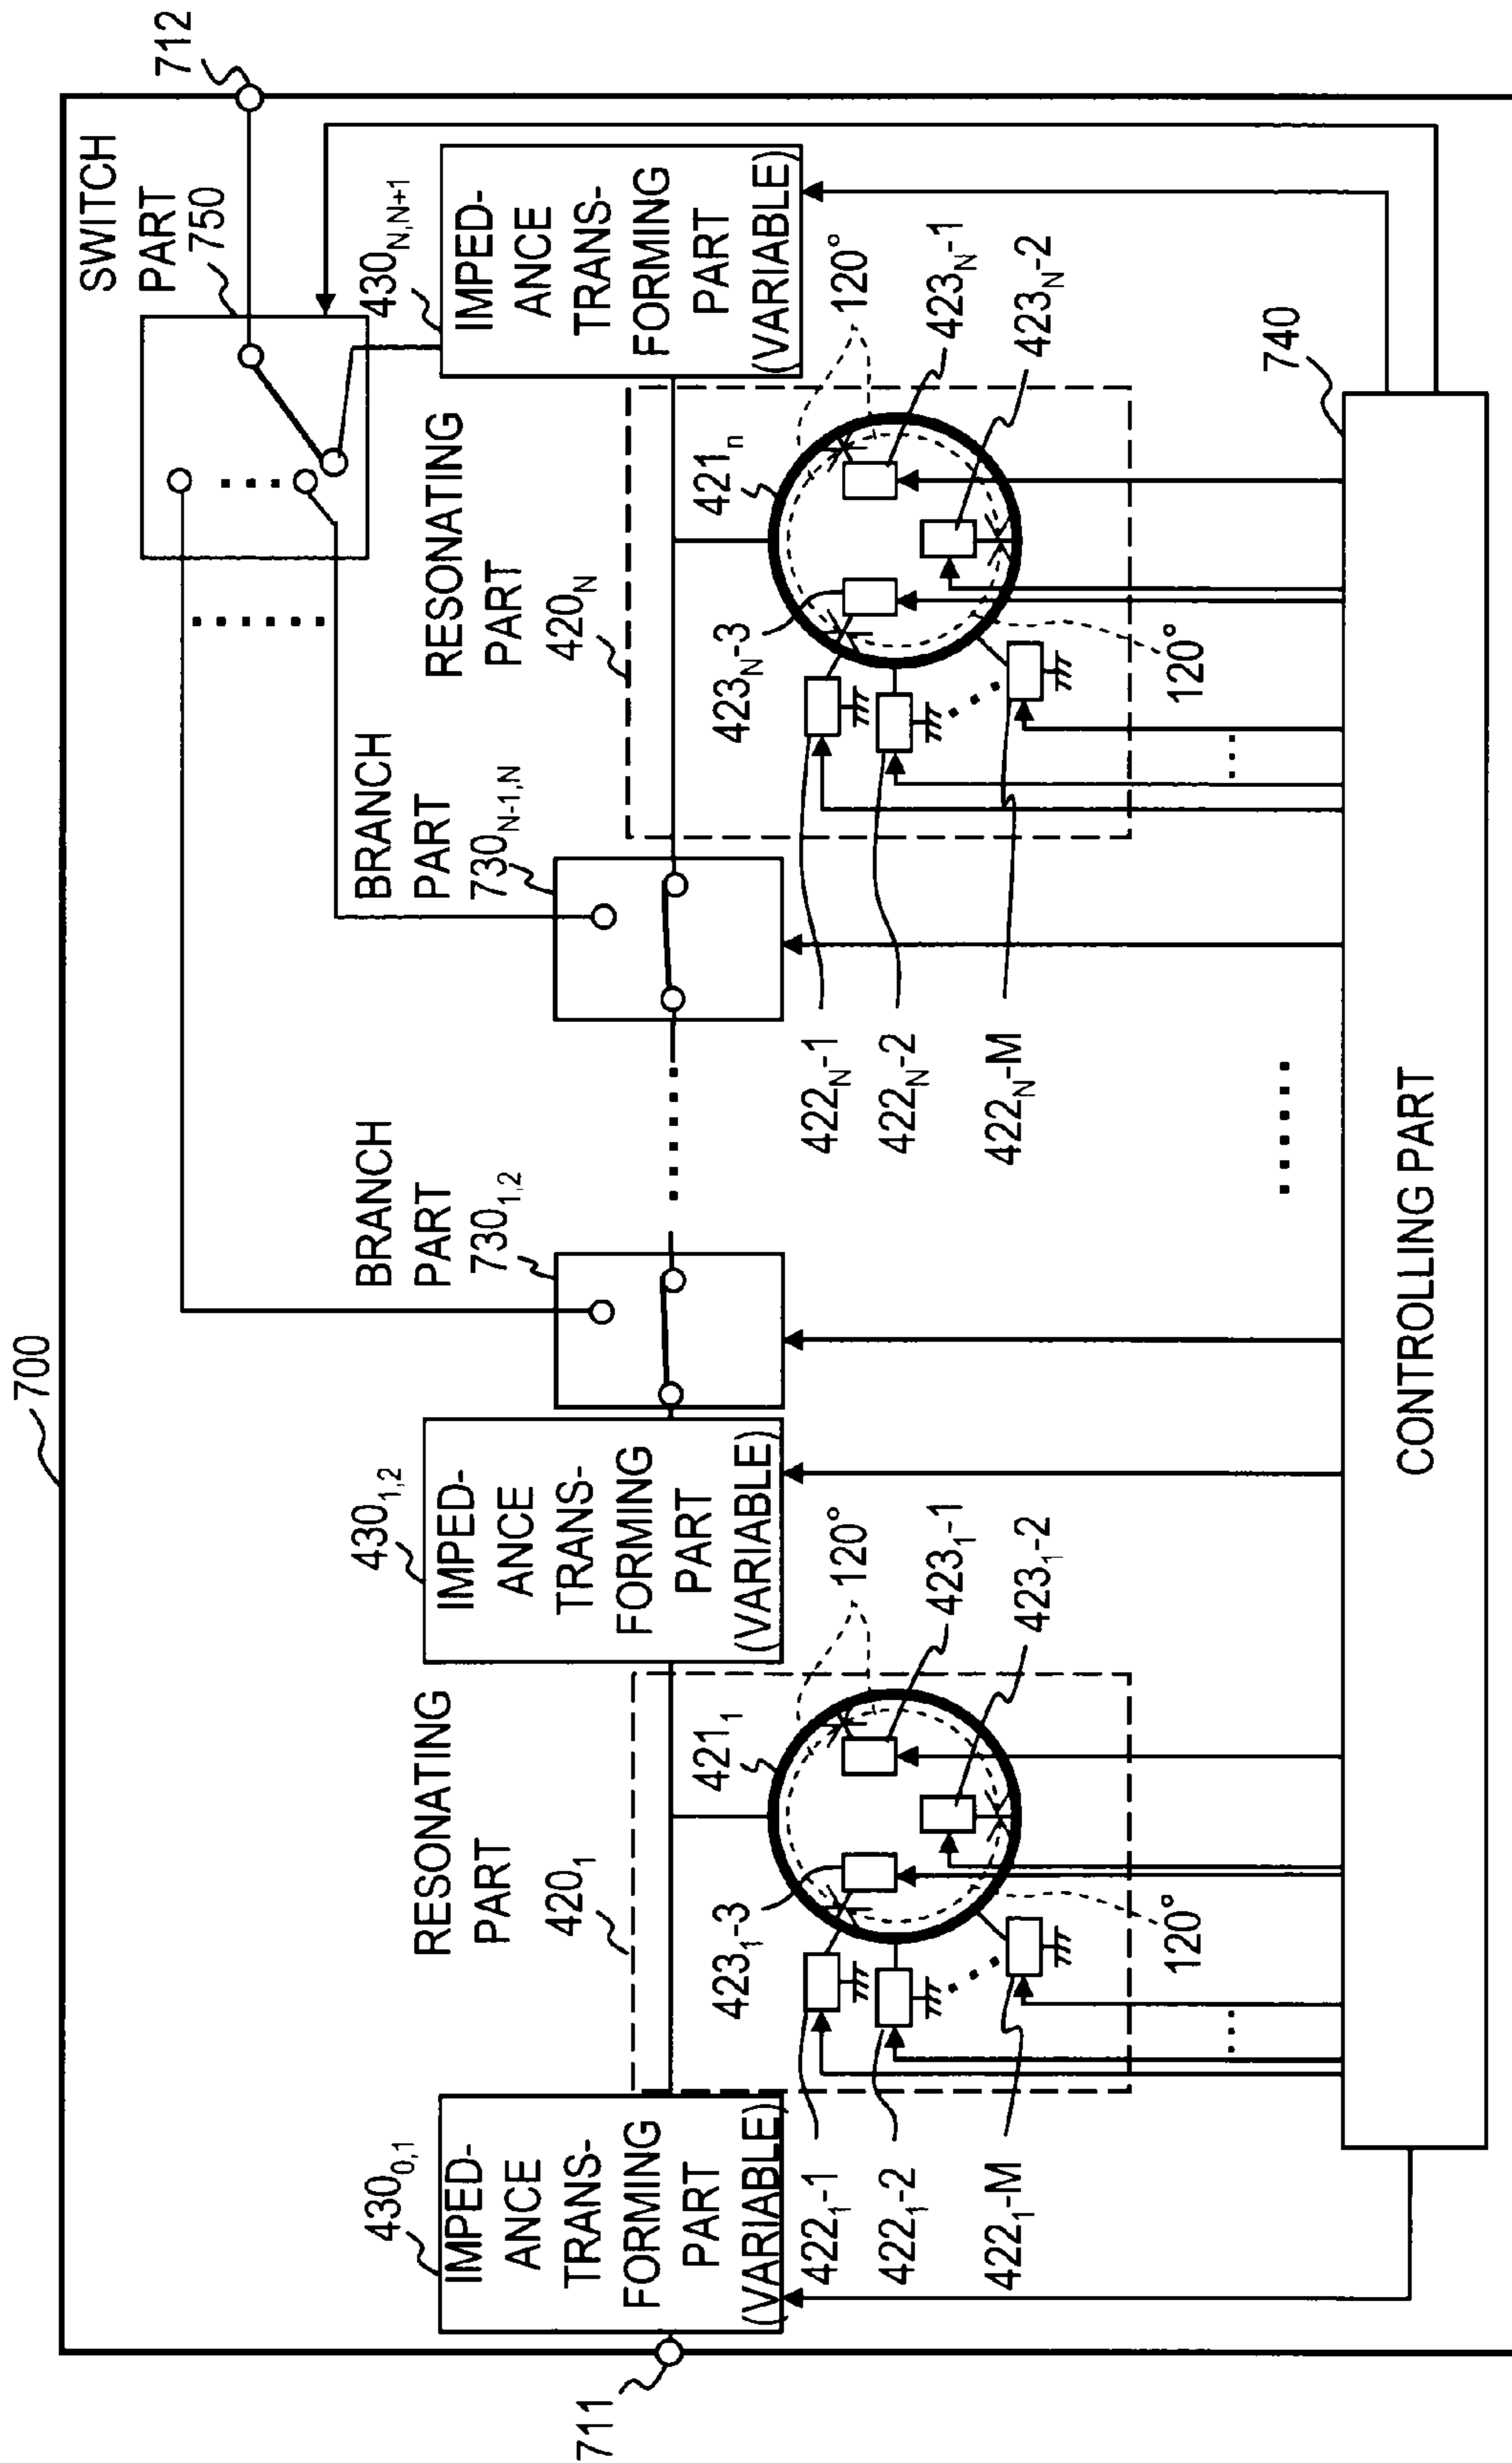 700
711
712
SWITCH
PART
750
430N,N+1
IMPED-
ANCE
TRANS-
FORMING
PART
(VARIABLE)
RESONATING
PART
420N
421n
120°
423N-1
423N-2
423N-3
120°
422N-1
422N-2
422N-M
BRANCH
PART
730N-1,N
BRANCH
PART
7301,2
4301,2
IMPED-
ANCE
TRANS-
FORMING
PART
(VARIABLE)
RESONATING
PART
4201
4211
120°
4231-1
4231-2
4231-3
120°
4221-1
4221-2
4221-M
4300,1
IMPED-
ANCE
TRANS-
FORMING
PART
(VARIABLE)
740
CONTROLLING PART